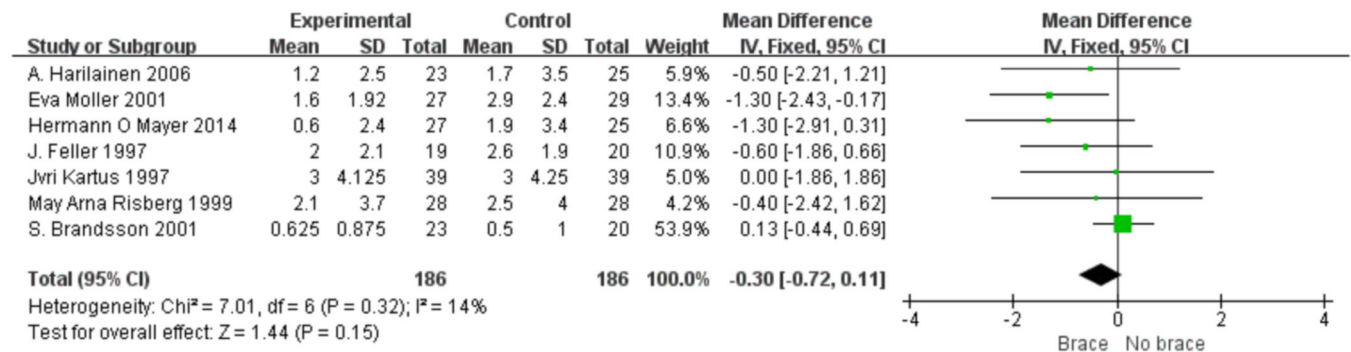 Experimental Control Mean Difference Mean Difference
Study or Subgroup Mean SD Total Mean SD Total Weight IV, Fixed, 95% CI IV, Fixed, 95% CI
A. Harilainen 2006 1.2 2.5 23 1.7 3.5 25 5.9% -0.50 [-2.21, 1.21]
Eva Moller 2001 1.6 1.92 27 2.9 2.4 29 13.4% -1.30 [-2.43, -0.17]
Hermann O Mayer 2014 0.6 2.4 27 1.9 3.4 25 6.6% -1.30 [-2.91, 0.31]
J. Feller 1997 2 2.1 19 2.6 1.9 20 10.9% -0.60 [-1.86, 0.66]
Jvri Kartus 1997 3 4.125 39 3 4.25 39 5.0% 0.00 [-1.86, 1.86]
May Arna Risberg 1999 2.1 3.7 28 2.5 4 28 4.2% -0.40 [-2.42, 1.62]
S. Brandsson 2001 0.625 0.875 23 0.5 1 20 53.9% 0.13 [-0.44, 0.69]
Total (95% CI) 186 186 100.0% -0.30 [-0.72, 0.11]
Heterogeneity: Chi² = 7.01, df = 6 (P = 0.32); I² = 14%
Test for overall effect: Z = 1.44 (P = 0.15)
-4 -2 0 2 4
Brace No brace